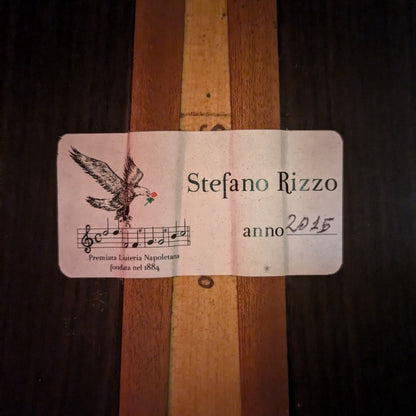 Stefano Rizzo
anno 2015
Premiata Liuteria Napoletana
fondata nel 1884